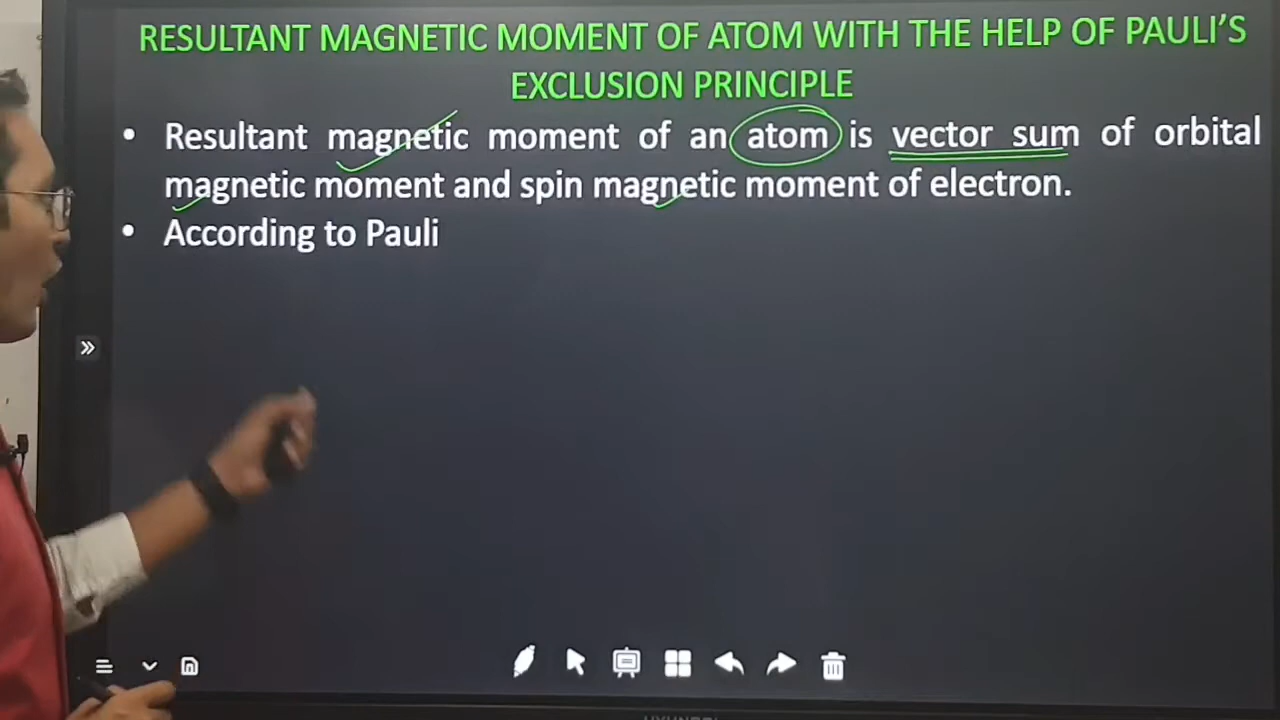 RESULTANT MAGNETIC MOMENT OF ATOM WITH THE HELP OF PAULI'S
EXCLUSION PRINCIPLE
• Resultant magnetic moment of an atom is vector sum of orbital
magnetic moment and spin magnetic moment of electron.
• According to Pauli